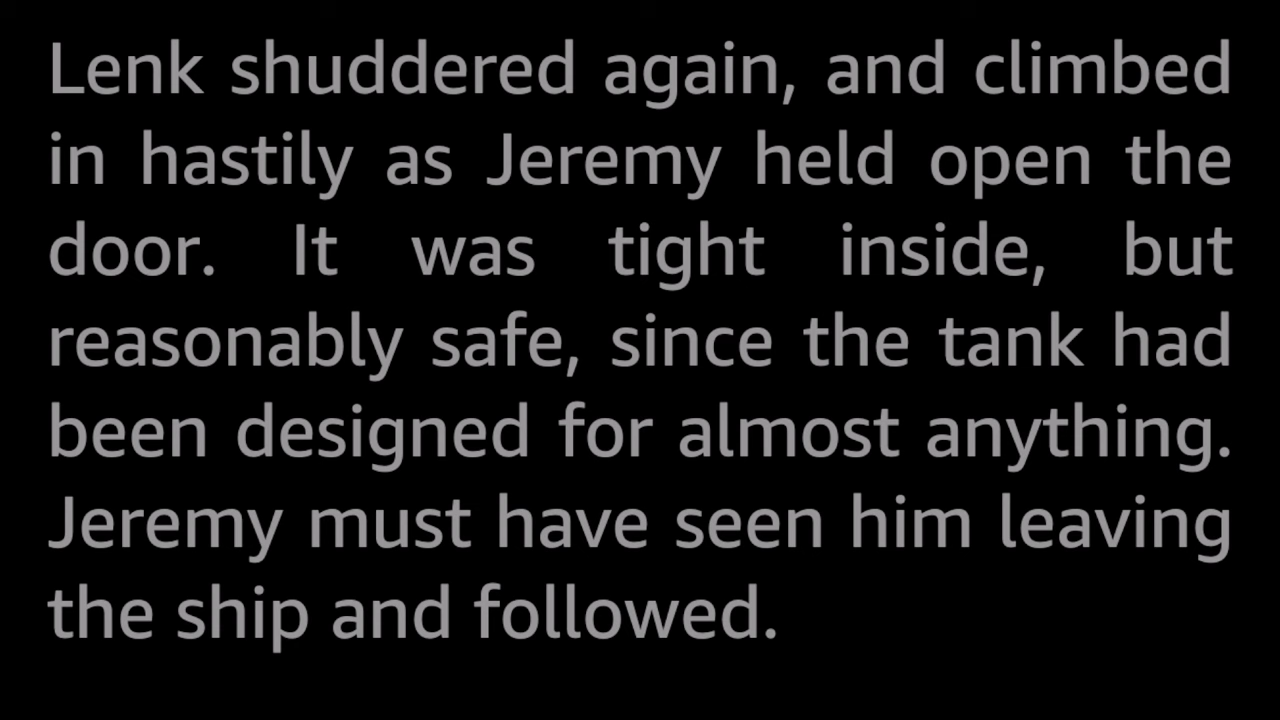 Lenk shuddered again, and climbed
in hastily as Jeremy held open the
door. It was tight inside, but
reasonably safe, since the tank had
been designed for almost anything.
Jeremy must have seen him leaving
the ship and followed.